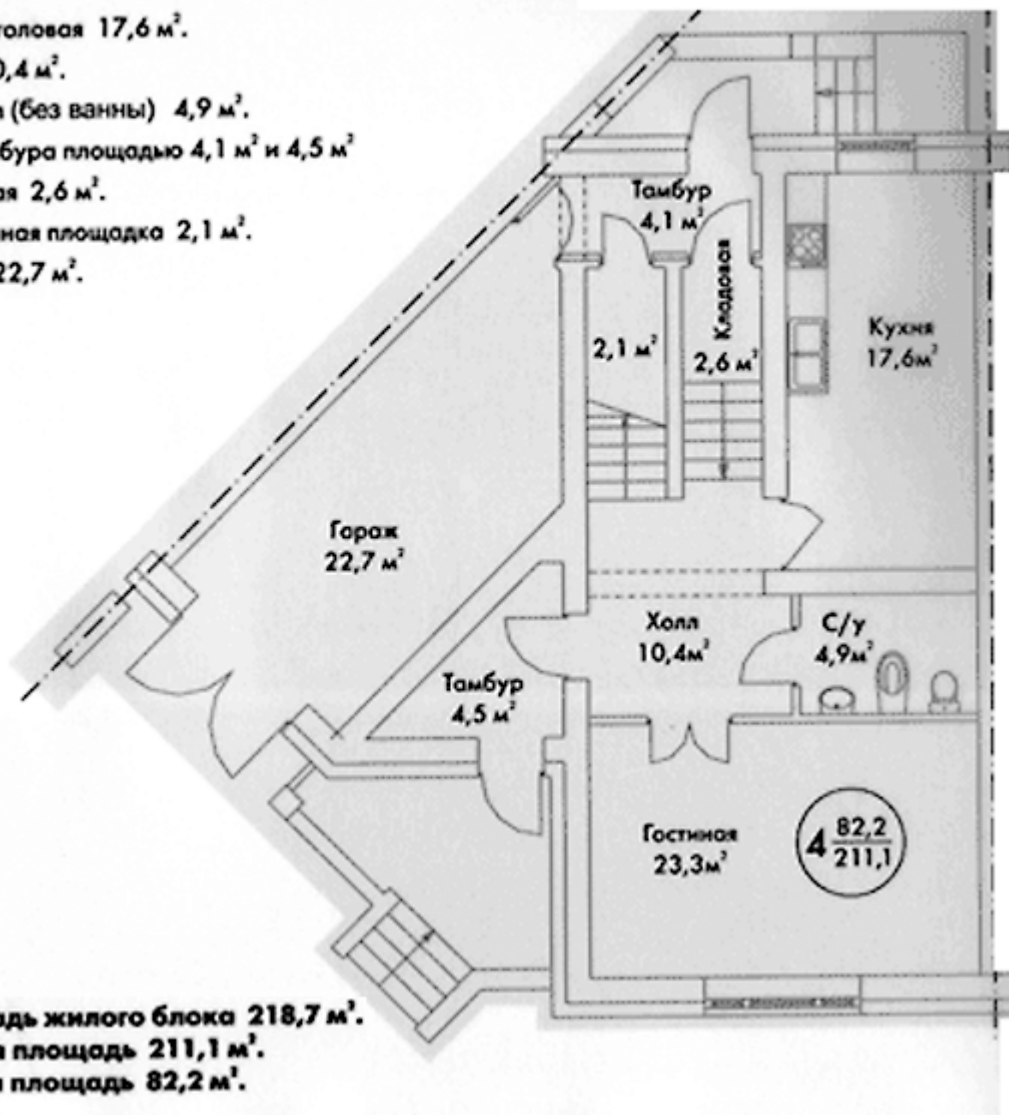 толовая 17,6 м².
0,4 м².
(без ванны) 4,9 м².
бура площадью 4,1 м² и 4,5 м²
ая 2,6 м².
ная площадка 2,1 м².
22,7 м².
Тамбур
4,1 м²
Кладовая
2,1 м²
2,6 м²
Кухня
17,6м²
Гараж
22,7 м²
Холл
10,4м²
С/у
4,9м²
Тамбур
4,5 м²
Гостиная
23,3м²
4 82,2
211,1
дь жилого блока 218,7 м².
площадь 211,1 м².
площадь 82,2 м².